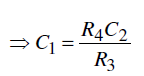 ⇒ C₁ = R₄C₂ / R₃